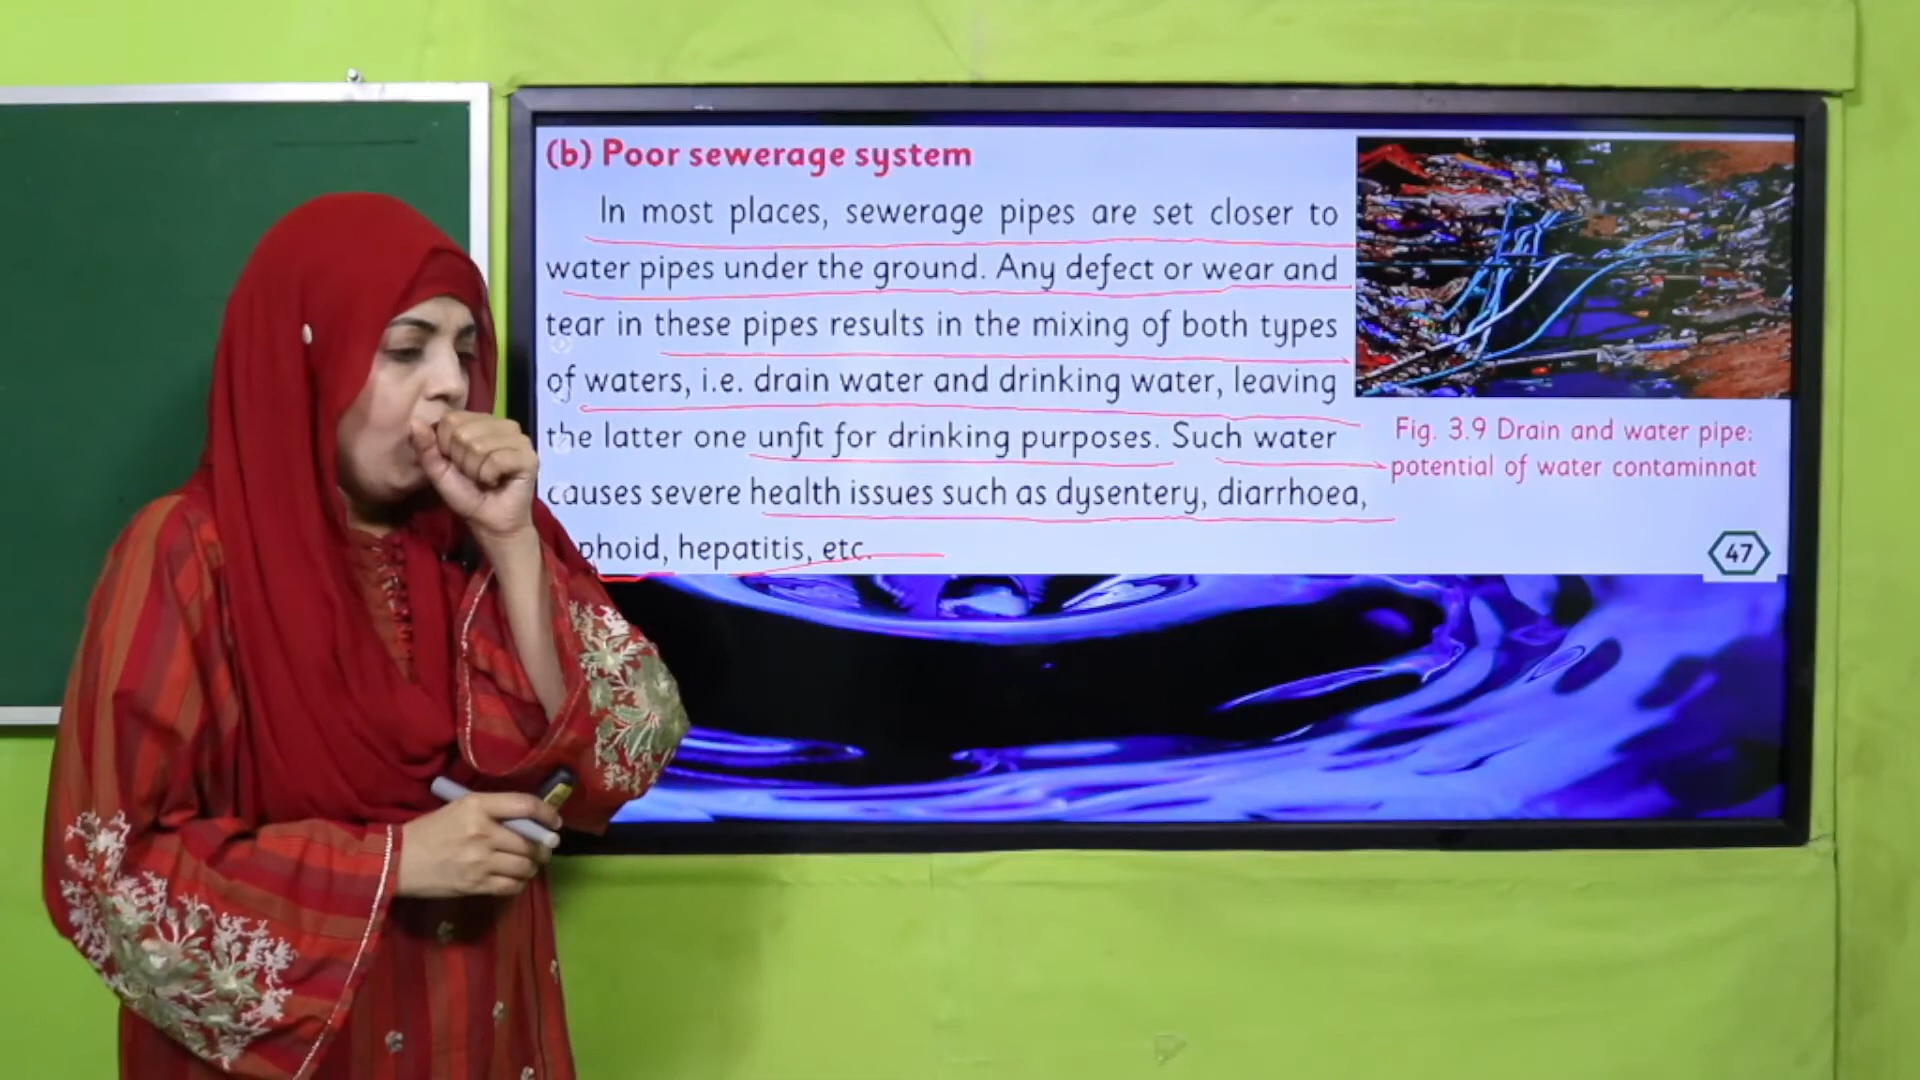 (b) Poor sewerage system
In most places, sewerage pipes are set closer to
water pipes under the ground. Any defect or wear and
tear in these pipes results in the mixing of both types
of waters, i.e. drain water and drinking water, leaving
the latter one unfit for drinking purposes. Such water
causes severe health issues such as dysentery, diarrhoea,
phoid, hepatitis, etc.
Fig. 3.9 Drain and water pipe:
potential of water contaminnat
47